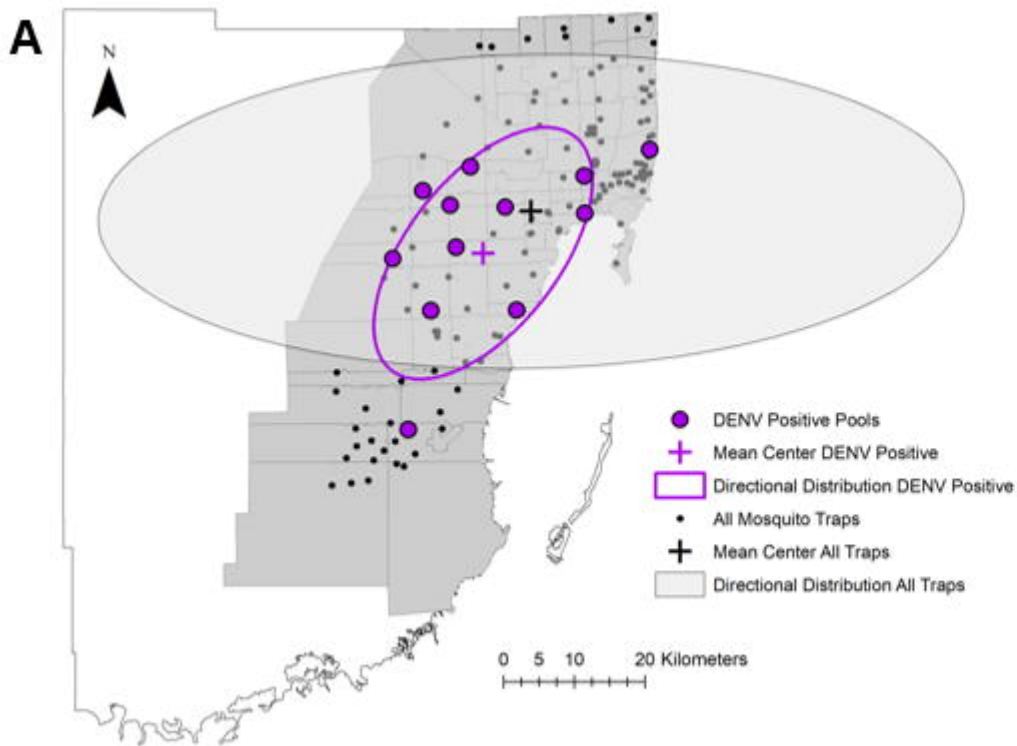 A
N
DENV Positive Pools
Mean Center DENV Positive
Directional Distribution DENV Positive
All Mosquito Traps
Mean Center All Traps
Directional Distribution All Traps
0 5 10 20 Kilometers